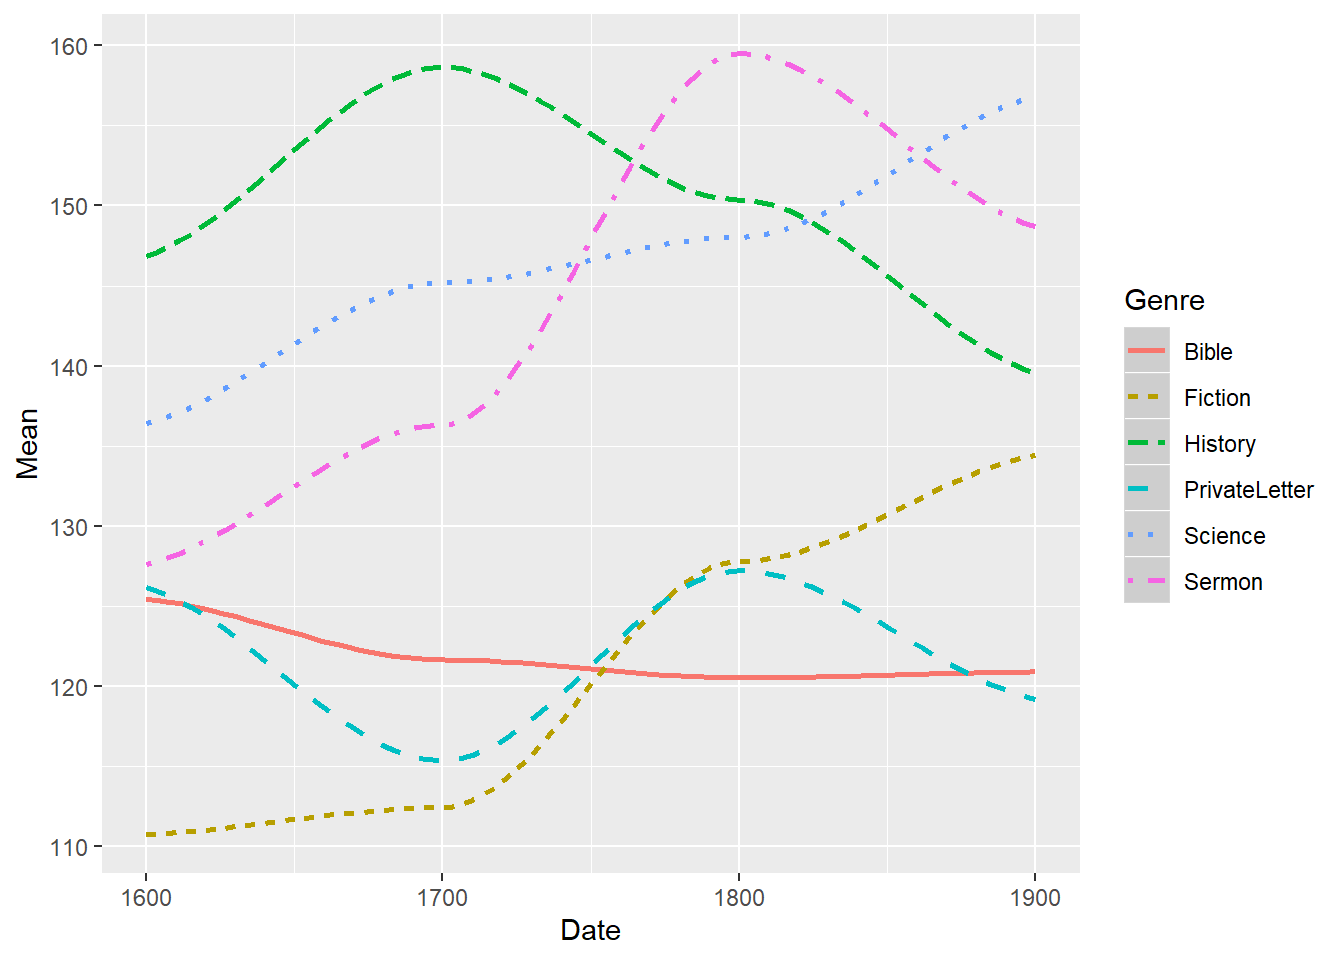 160
150
140
130
120
110
Mean
1600
1700
1800
1900
Date
Genre
Bible
Fiction
History
PrivateLetter
Science
Sermon